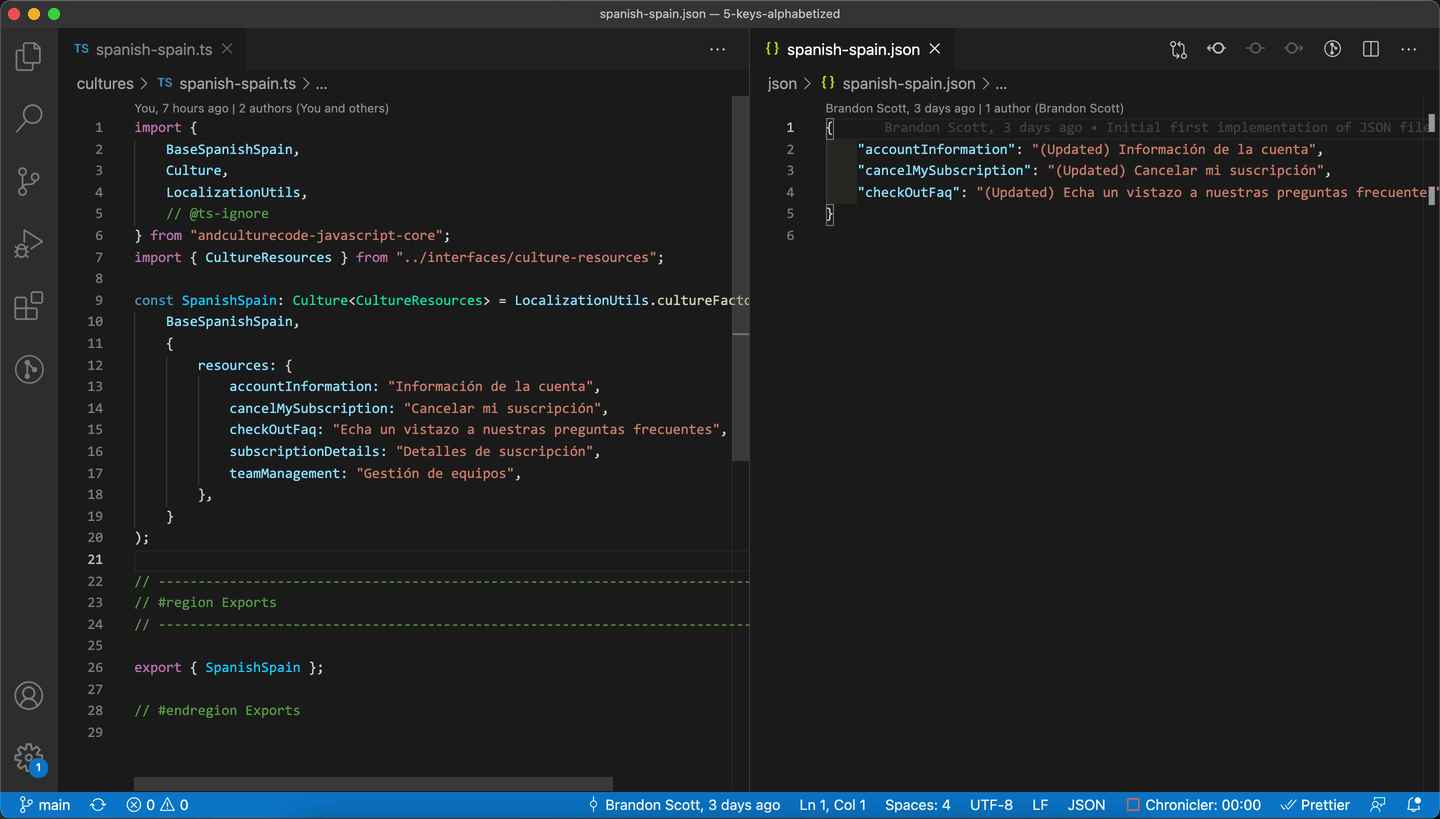 spanish-spain.json — 5-keys-alphabetized
TS spanish-spain.ts
cultures > TS spanish-spain.ts > ...
You, 7 hours ago | 2 authors (You and others)
1 import {
2 BaseSpanishSpain,
3 Culture,
4 LocalizationUtils,
5 // @ts-ignore
6 } from "andculturecode-javascript-core";
7 import { CultureResources } from "../interfaces/culture-resources";
8
9 const SpanishSpain: Culture<CultureResources> = LocalizationUtils.cultureFacto
10 BaseSpanishSpain,
11 {
12 resources: {
13 accountInformation: "Información de la cuenta",
14 cancelMySubscription: "Cancelar mi suscripción",
15 checkOutFaq: "Echa un vistazo a nuestras preguntas frecuentes",
16 subscriptionDetails: "Detalles de suscripción",
17 teamManagement: "Gestión de equipos",
18 },
19 }
20 );
21
22 // ---------------------------------------------------------------------------
23 // #region Exports
24 // ---------------------------------------------------------------------------
25
26 export { SpanishSpain };
27
28 // #endregion Exports
29
{} spanish-spain.json
json > {} spanish-spain.json > ...
Brandon Scott, 3 days ago | 1 author (Brandon Scott)
1 { Brandon Scott, 3 days ago • Initial first implementation of JSON file
2 "accountInformation": "(Updated) Información de la cuenta",
3 "cancelMySubscription": "(Updated) Cancelar mi suscripción",
4 "checkOutFaq": "(Updated) Echa un vistazo a nuestras preguntas frecuente
5 }
6
1
main 0 0 Brandon Scott, 3 days ago Ln 1, Col 1 Spaces: 4 UTF-8 LF JSON Chronicler: 00:00 Prettier